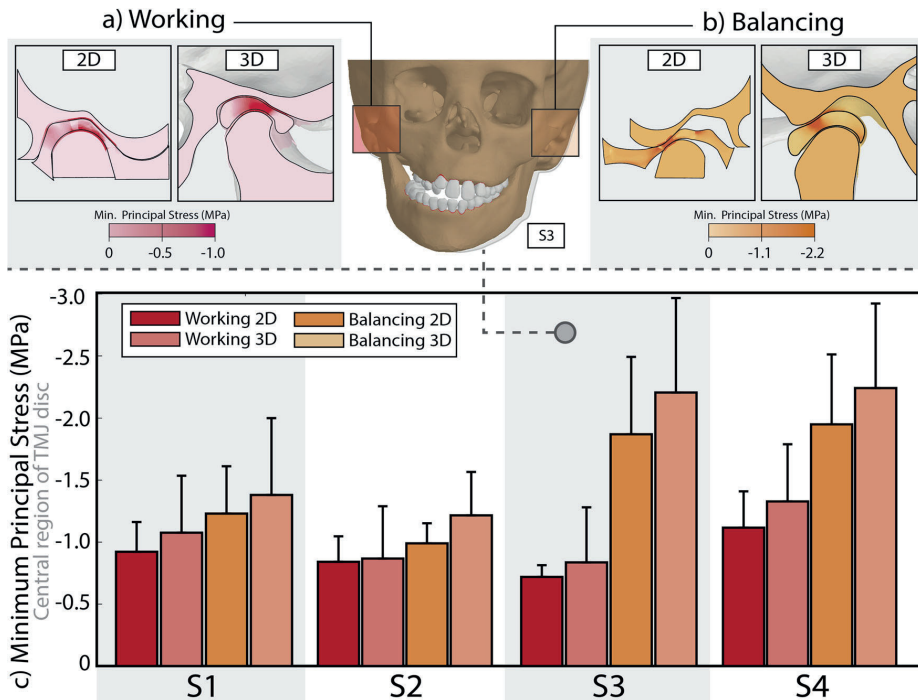 a) Working
b) Balancing
2D
3D
2D
3D
Min. Principal Stress (MPa)
0
-0.5
-1.0
S3
Min. Principal Stress (MPa)
0
-1.1
-2.2
c) Minimum Principal Stress (MPa)
Central region of TMJ disc
-3.0
-2.5
-2.0
-1.5
-1.0
-0.5
0
Working 2D
Balancing 2D
Working 3D
Balancing 3D
S1
S2
S3
S4